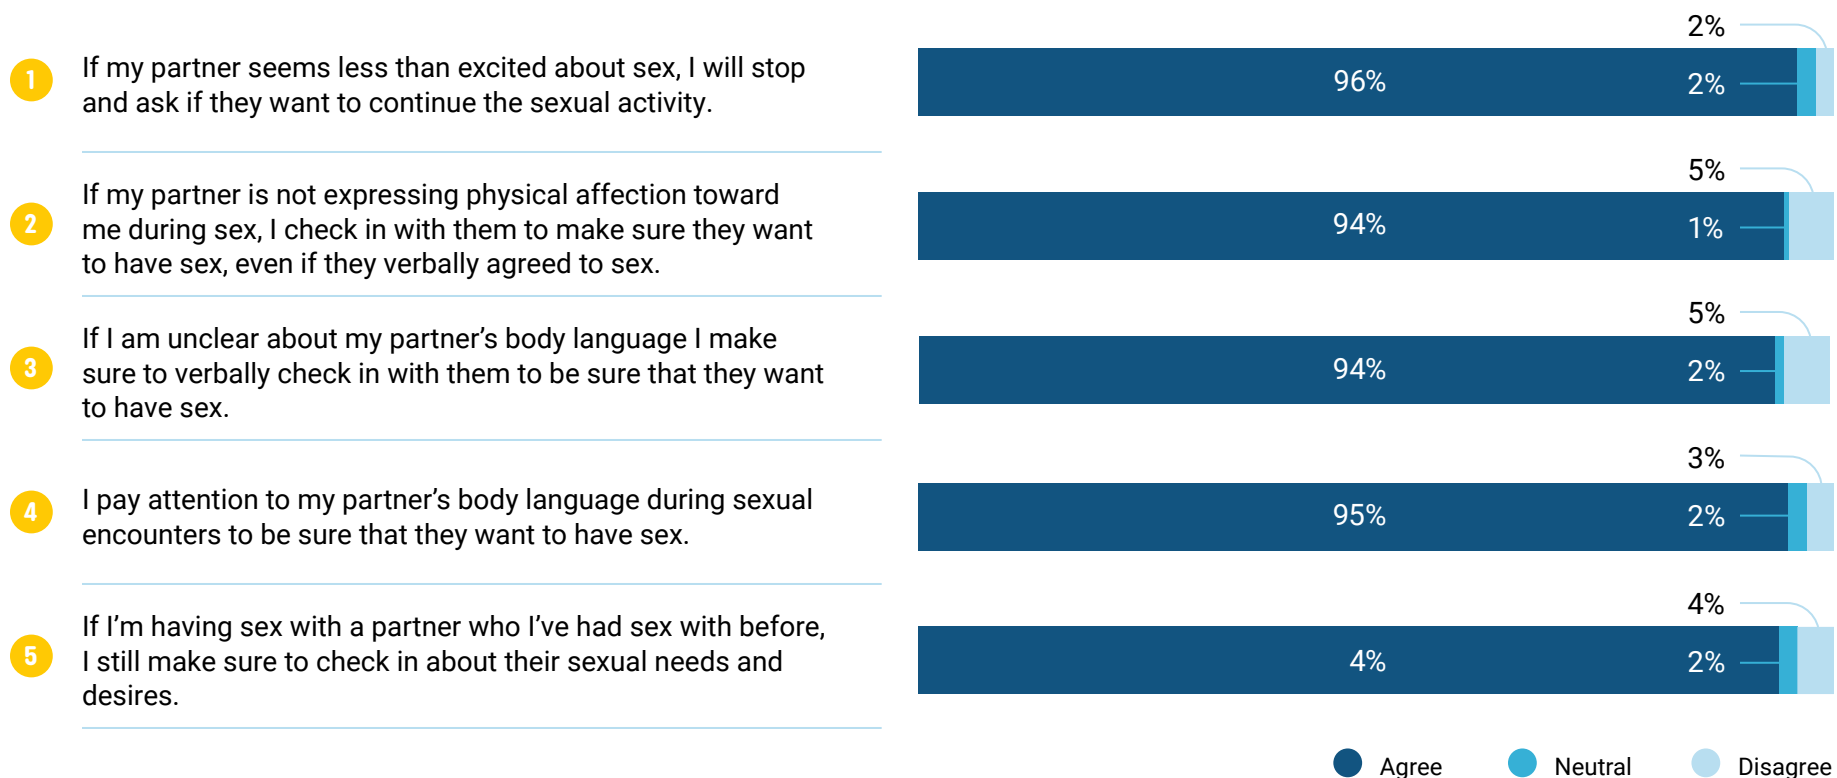 2%
1
If my partner seems less than excited about sex, I will stop
and ask if they want to continue the sexual activity.
96%
2%
5%
2
If my partner is not expressing physical affection toward
me during sex, I check in with them to make sure they want
to have sex, even if they verbally agreed to sex.
94%
1%
5%
3
If I am unclear about my partner’s body language I make
sure to verbally check in with them to be sure that they want
to have sex.
94%
2%
3%
4
I pay attention to my partner’s body language during sexual
encounters to be sure that they want to have sex.
95%
2%
4%
5
If I’m having sex with a partner who I’ve had sex with before,
I still make sure to check in about their sexual needs and
desires.
4%
2%
Agree Neutral Disagree